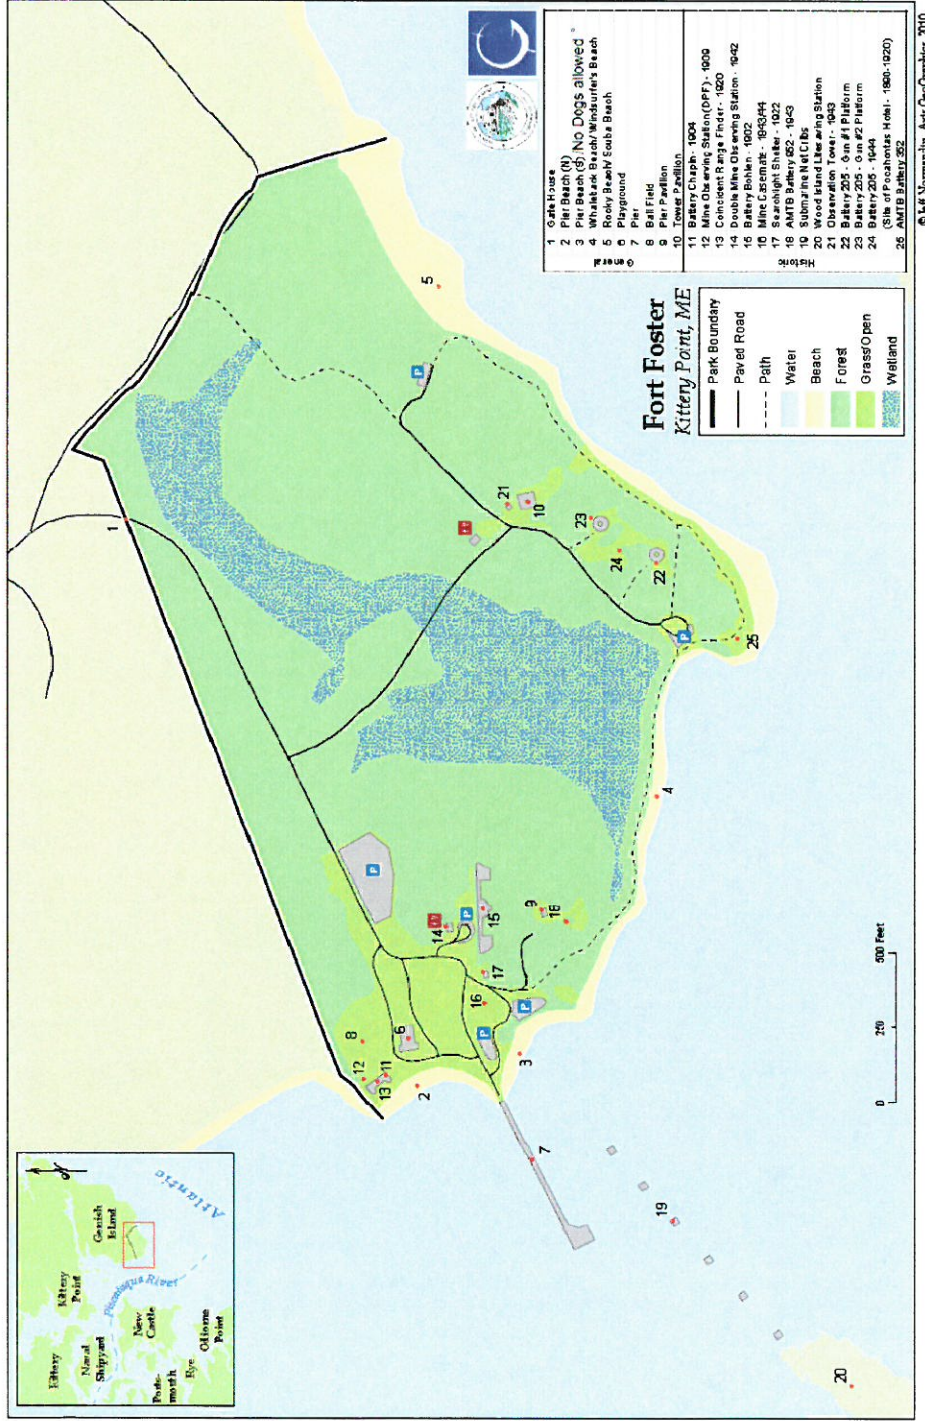 Fort Foster
Kittery Point, ME
Park Boundary
Paved Road
Path
Water
Beach
Forest
Grass/Open
Wetland
General
1 Gate House
2 Pier Beach (N)
3 Pier Beach (S) No Dogs allowed
4 Whaleback Beach/ Windsurfer's Beach
5 Rocky Beach/ Scuba Beach
6 Playground
7 Pier
8 Ball Field
9 Pier Pavilion
10 Tower Pavilion
Historic
11 Battery Chapin - 1904
12 Mine Observing Station (DPF) - 1909
13 Coincident Range Finder - 1920
14 Double Mine Observing Station - 1942
15 Battery Bohlen - 1902
16 Mine Casemate - 1943/44
17 Searchlight Shelter - 1922
18 AMTB Battery 952 - 1943
19 Submarine Net Cribs
20 Wood Island Lifesaving Station
21 Observation Tower - 1943
22 Battery 205 - Gun #1 Platform
23 Battery 205 - Gun #2 Platform
24 Battery 205 - 1944
(Site of Pocahontas Hotel - 1890-1920)
25 AMTB Battery 952
Kittery
Kittery
Point
Gerrish
Island
Naval
Shipyard
New
Castle
Ports-
mouth
Rye
Odiorne
Point
Piscataqua River
Atlantic
N
1
5
P
21
10
23
24
22
P
25
4
P
14
P
15
9
16
17
16
P
P
8
6
12
11
13
2
3
7
19
20
0 250 500 Feet